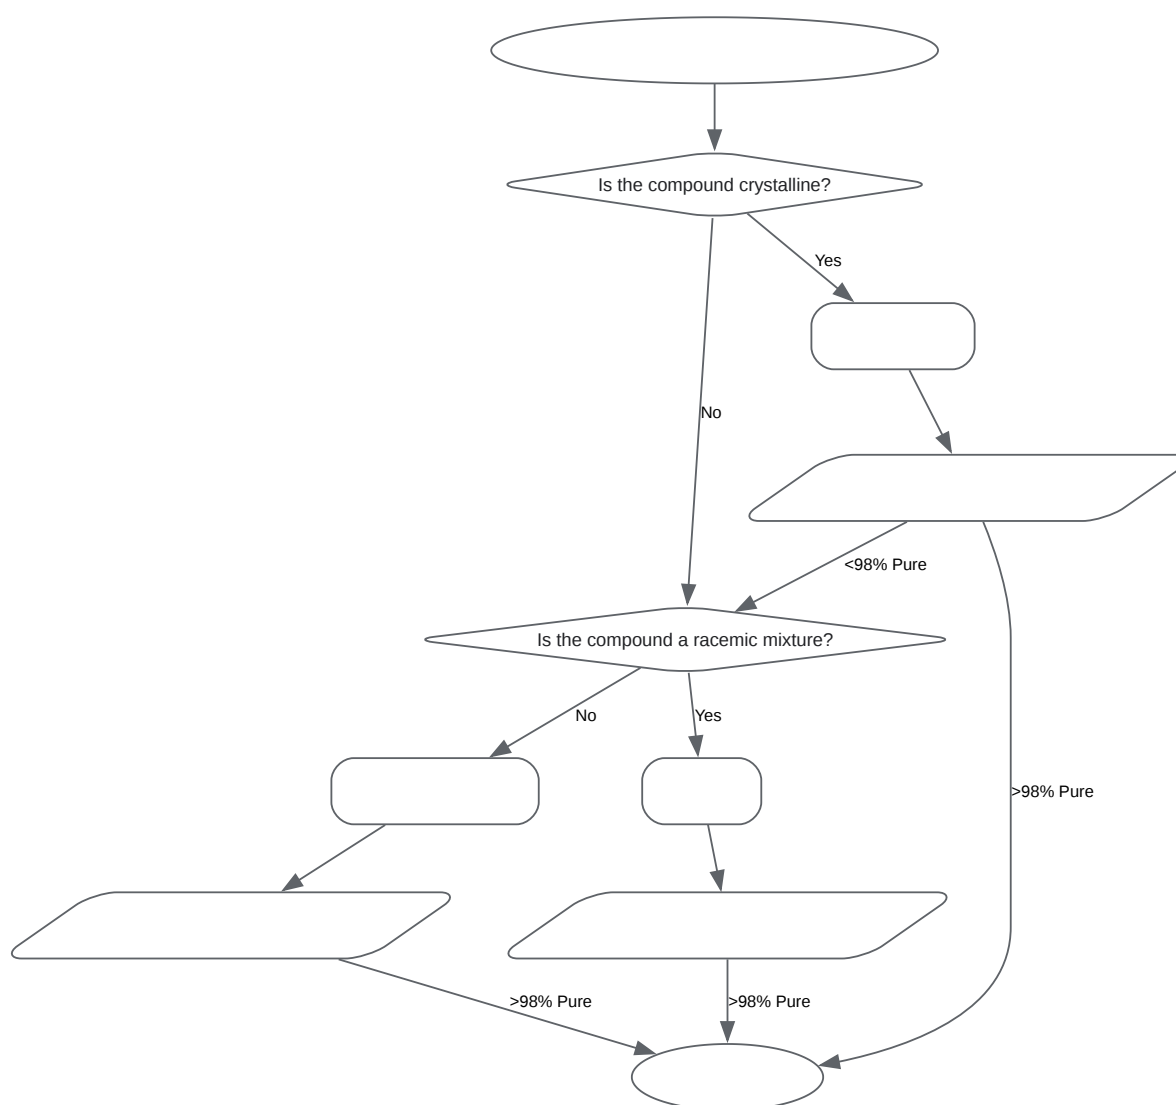 Is the compound crystalline?
Yes
No
<98% Pure
Is the compound a racemic mixture?
No
Yes
>98% Pure
>98% Pure
>98% Pure